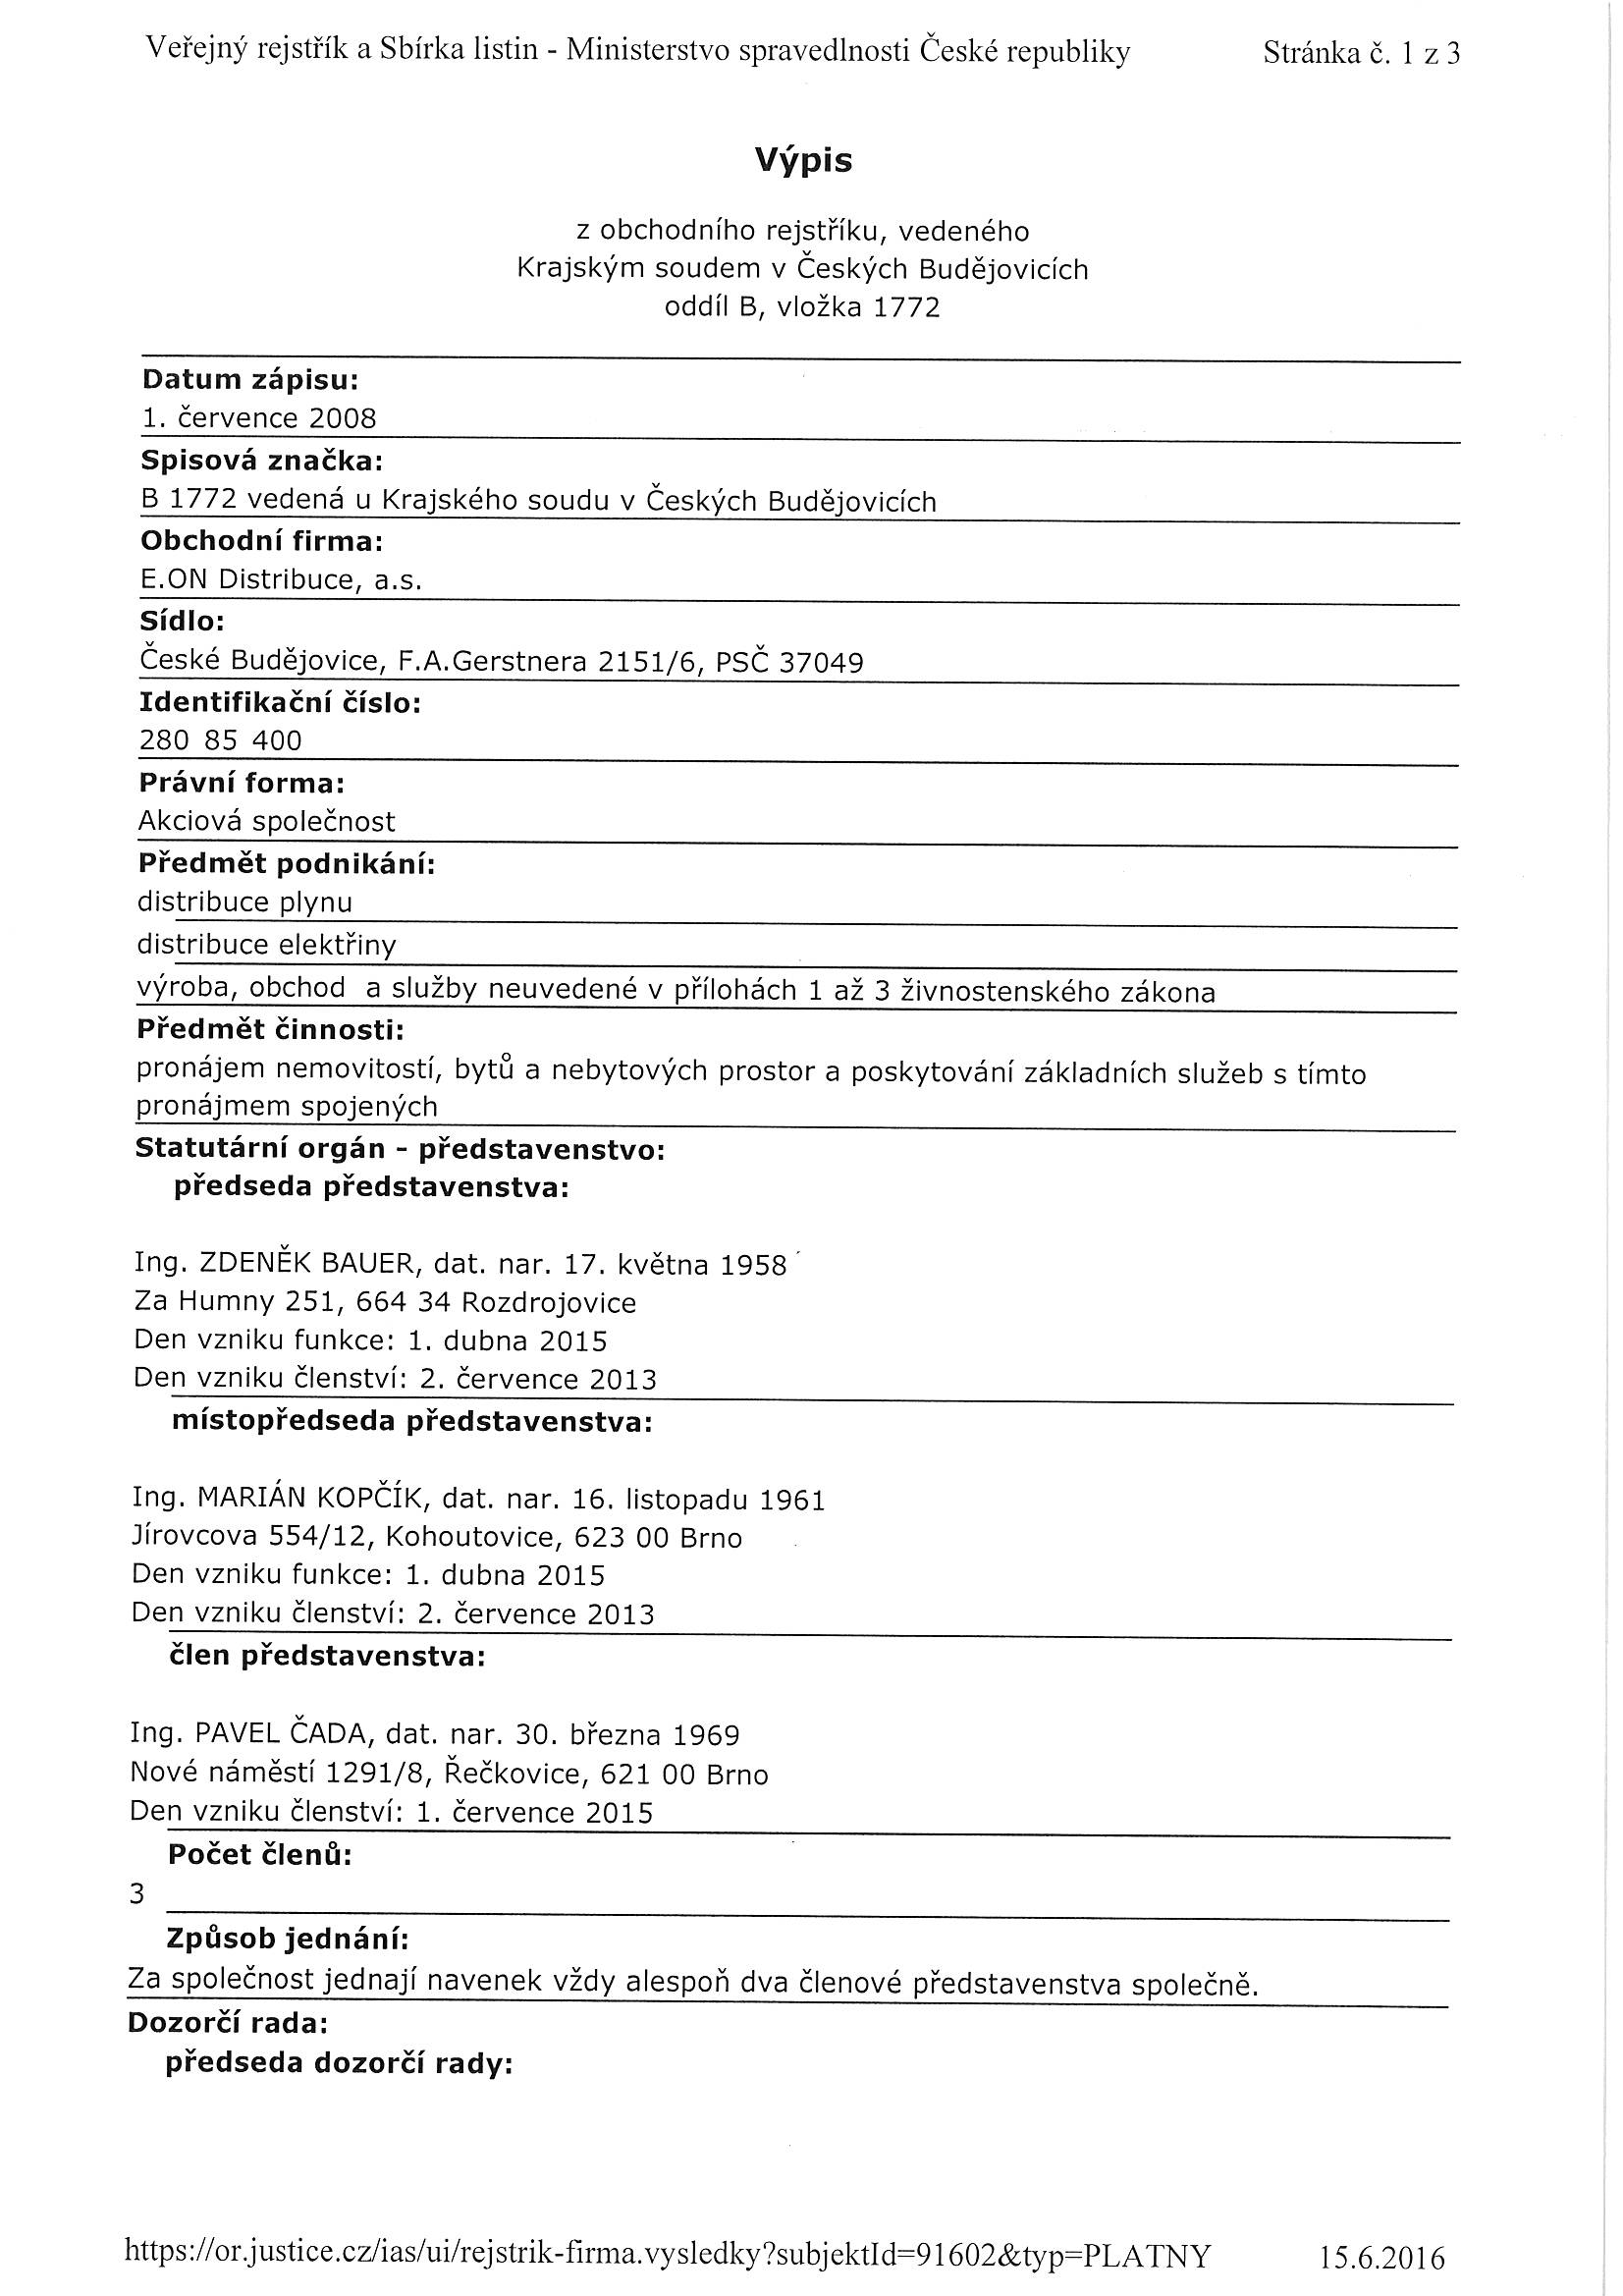 Veřejný rejstřík a Sbírka listin - Ministerstvo spravedlnosti České republiky Stránka č. 1 z 3
Výpis
z obchodního rejstříku, vedeného
Krajským soudem v Českých Budějovicích
oddíl B, vložka 1772
Datum zápisu:
1. července 2008
Spisová značka:
B 1772 vedená u Krajského soudu v Českých Budějovicích
Obchodní firma:
E.ON Distribuce, a.s.
Sídlo:
České Budějovice, F.A.Gerstnera 2151/6, PSČ 37049
Identifikační číslo:
280 85 400
Právní forma:
Akciová společnost
Předmět podnikání:
distribuce plynu
distribuce elektřiny
výroba, obchod a služby neuvedené v přílohách 1 až 3 živnostenského zákona
Předmět činnosti:
pronájem nemovitostí, bytů a nebytových prostor a poskytování základních služeb s tímto
pronájmem spojených
Statutární orgán - představenstvo:
předseda představenstva:
Ing. ZDENĚK BAUER, dat. nar. 17. května 1958
Za Humny 251, 664 34 Rozdrojovice
Den vzniku funkce: 1. dubna 2015
Den vzniku členství: 2. července 2013
místopředseda představenstva:
Ing. MARIÁN KOPČÍK, dat. nar. 16. listopadu 1961
Jírovcova 554/12, Kohoutovice, 623 00 Brno
Den vzniku funkce: 1. dubna 2015
Den vzniku členství: 2. července 2013
člen představenstva:
Ing. PAVEL ČADA, dat. nar. 30. března 1969
Nové náměstí 1291/8, Řečkovice, 621 00 Brno
Den vzniku členství: 1. července 2015
Počet členů:
3
Způsob jednání:
Za společnost jednají navenek vždy alespoň dva členové představenstva společně.
Dozorčí rada:
předseda dozorčí rady:
https://or.justice.cz/ias/ui/rejstrik-firma.vysledky?subjektId=91602&typ=PLATNY 15.6.2016